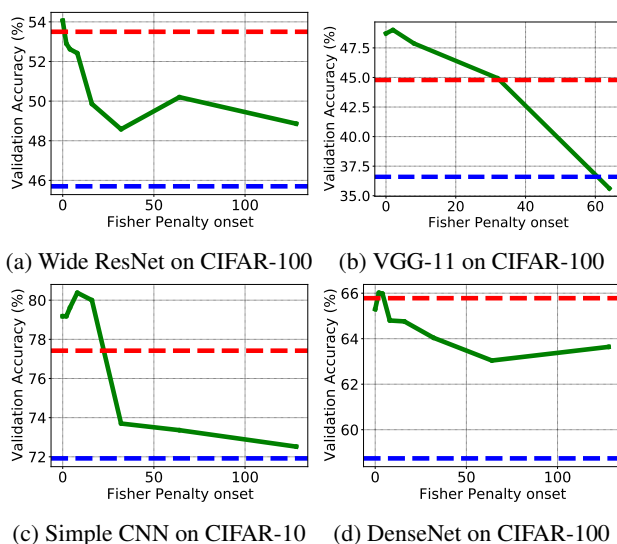 54
52
50
48
46
Validation Accuracy (%)
0
50
100
Fisher Penalty onset
47.5
45.0
42.5
40.0
37.5
35.0
Validation Accuracy (%)
0
20
40
60
Fisher Penalty onset
(a) Wide ResNet on CIFAR-100
(b) VGG-11 on CIFAR-100
80
78
76
74
72
Validation Accuracy (%)
0
50
100
Fisher Penalty onset
66
64
62
60
Validation Accuracy (%)
0
50
100
Fisher Penalty onset
(c) Simple CNN on CIFAR-10
(d) DenseNet on CIFAR-100